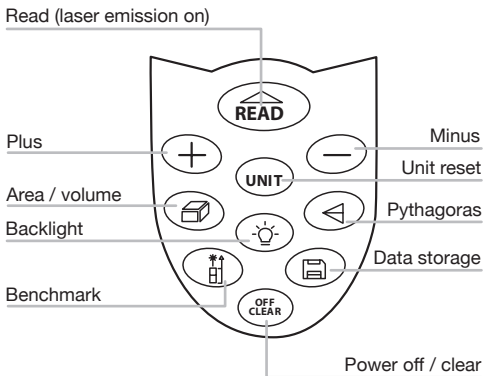 Read (laser emission on)
READ
Plus
Minus
UNIT
Unit reset
Area / volume
Pythagoras
Backlight
Data storage
Benchmark
OFF
CLEAR
Power off / clear